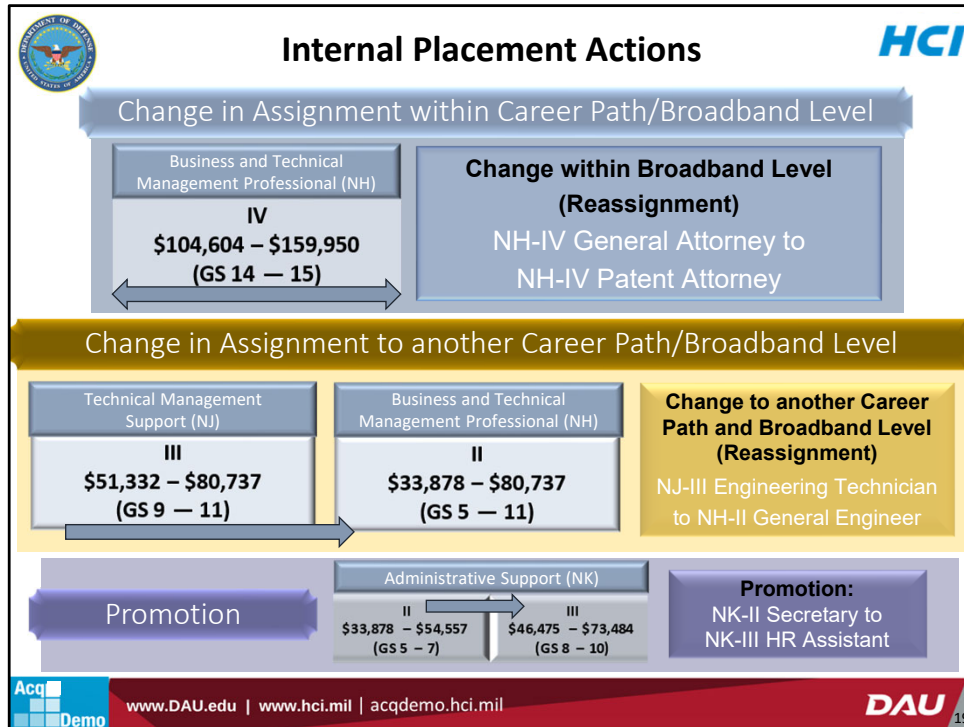 DEPARTMENT OF DEFENSE
UNITED STATES OF AMERICA
Internal Placement Actions
HCI
Change in Assignment within Career Path/Broadband Level
Business and Technical
Management Professional (NH)
IV
$104,604 – $159,950
(GS 14 — 15)
Change within Broadband Level
(Reassignment)
NH-IV General Attorney to
NH-IV Patent Attorney
Change in Assignment to another Career Path/Broadband Level
Technical Management
Support (NJ)
III
$51,332 – $80,737
(GS 9 — 11)
Business and Technical
Management Professional (NH)
II
$33,878 – $80,737
(GS 5 — 11)
Change to another Career
Path and Broadband Level
(Reassignment)
NJ-III Engineering Technician
to NH-II General Engineer
Promotion
Administrative Support (NK)
II
$33,878 – $54,557
(GS 5 – 7)
III
$46,475 – $73,484
(GS 8 – 10)
Promotion:
NK-II Secretary to
NK-III HR Assistant
Acq
Demo
www.DAU.edu | www.hci.mil | acqdemo.hci.mil
DAU